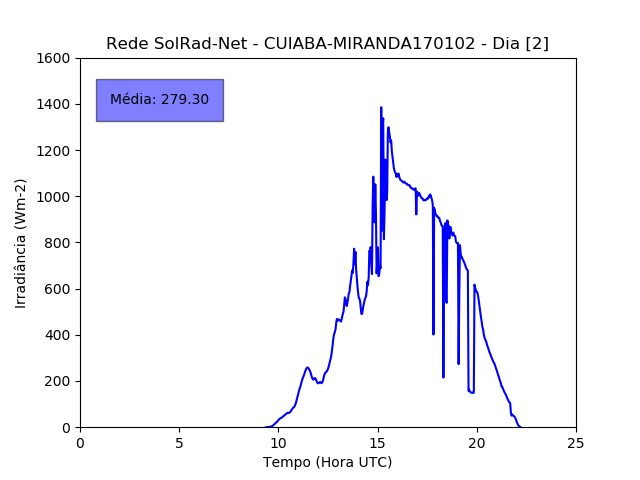 Rede SolRad-Net - CUIABA-MIRANDA170102 - Dia [2]
Média: 279.30
Irradiância (Wm-2)
1600
1400
1200
1000
800
600
400
200
0
0 5 10 15 20 25
Tempo (Hora UTC)